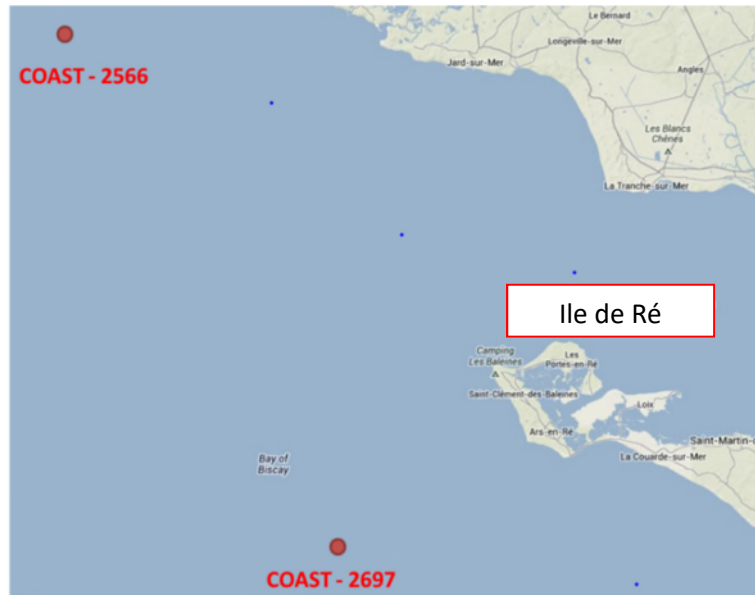 Le Bernard
Longeville-sur-Mer
COAST - 2566
Jard-sur-Mer
Angles
Les Blancs
Chênes
La Tranche-sur-Mer
Ile de Ré
Camping
Les Baleines
Les
Portes-en-Ré
Saint-Clément-des-Baleines
Loix
Ars-en-Ré
Saint-Martin-d
La Couarde-sur-Mer
Bay of
Biscay
COAST - 2697